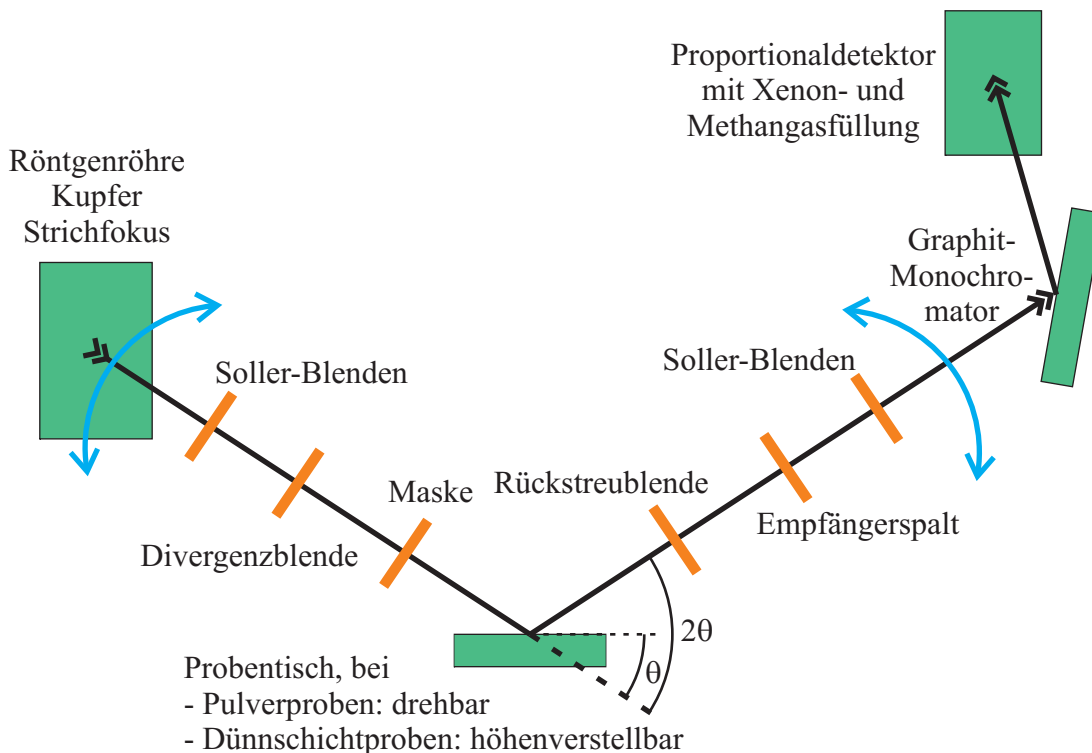 Proportionaldetektor
mit Xenon- und
Methangasfüllung
Röntgenröhre
Kupfer
Strichfokus
Graphit-
Monochro-
mator
Soller-Blenden
Soller-Blenden
Maske
Rückstreublende
Divergenzblende
Empfängerspalt
2θ
θ
Probentisch, bei
- Pulverproben: drehbar
- Dünnschichtproben: höhenverstellbar